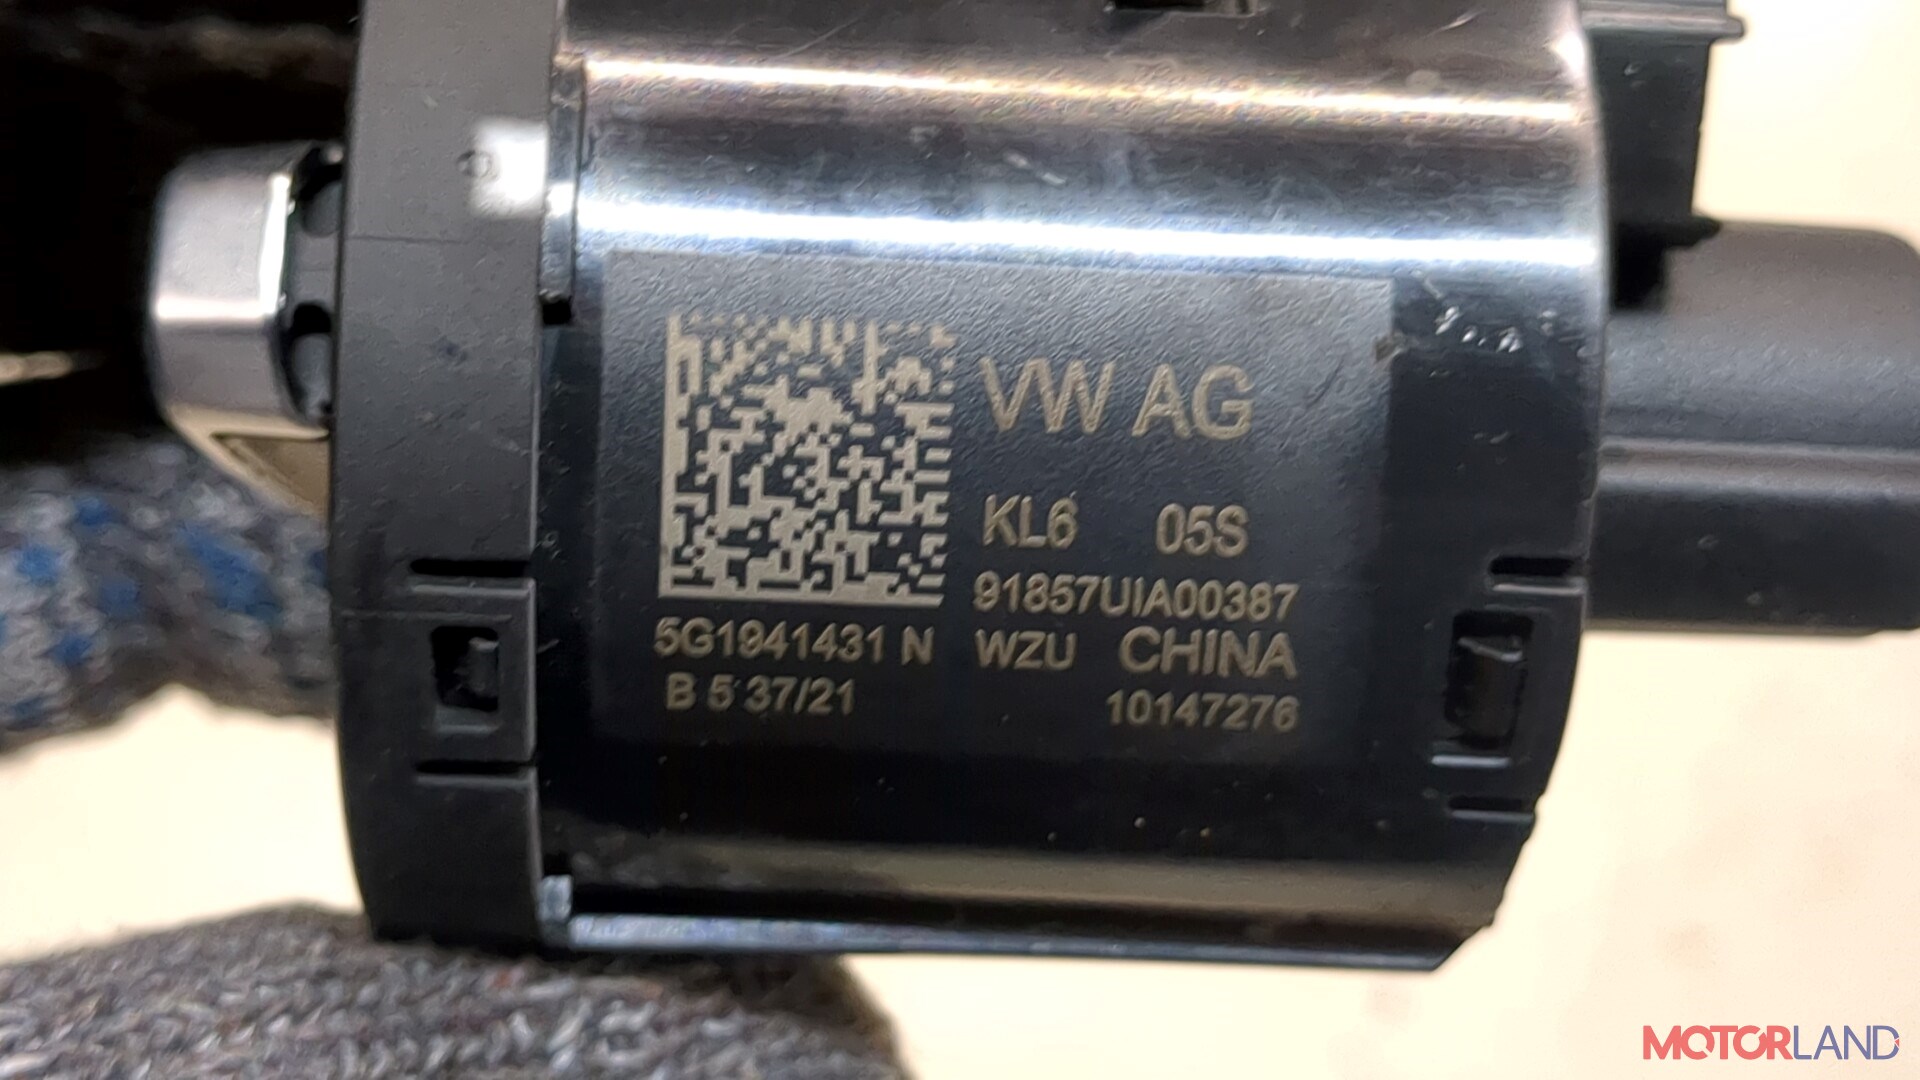 VW AG
KL6 05S
91857UIA00387
5G1941431 N WZU CHINA
B 5 37/21 10147276
MOTORLAND